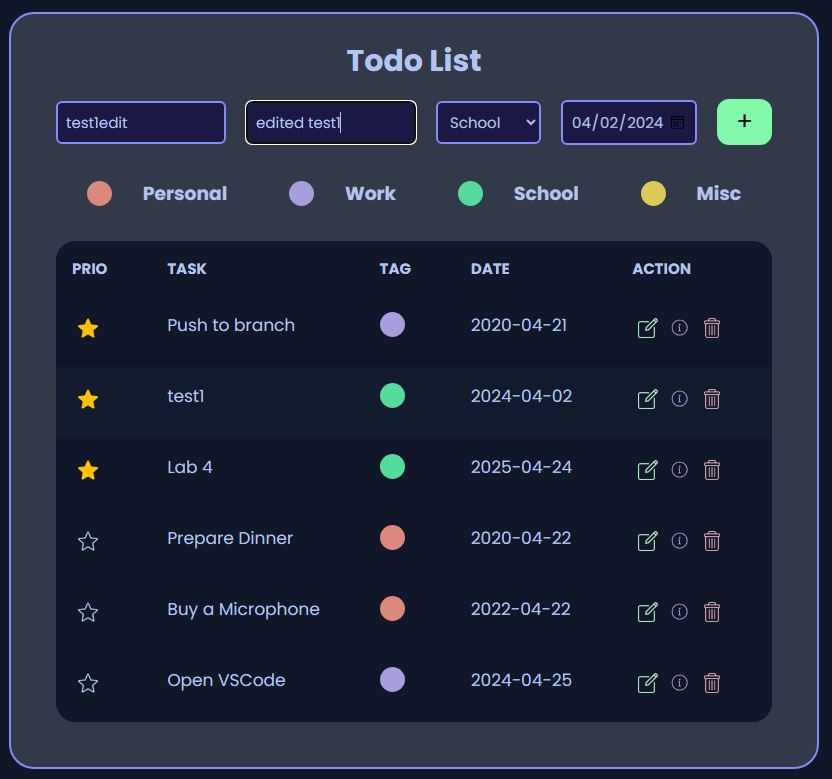 Todo List
test1edit edited test1 School 04/02/2024 +
Personal Work School Misc
PRIO TASK TAG DATE ACTION
Push to branch 2020-04-21
test1 2024-04-02
Lab 4 2025-04-24
Prepare Dinner 2020-04-22
Buy a Microphone 2022-04-22
Open VSCode 2024-04-25